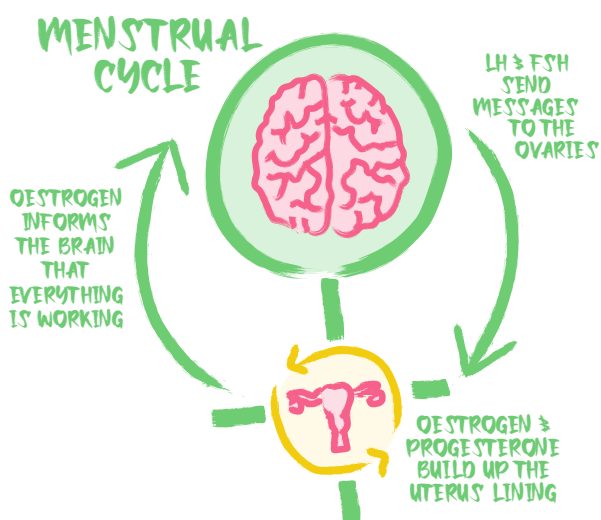 MENSTRUAL
CYCLE
LH & FSH
SEND
MESSAGES
TO THE
OVARIES
OESTROGEN
INFORMS
THE BRAIN
THAT
EVERYTHING
IS WORKING
OESTROGEN &
PROGESTERONE
BUILD UP THE
UTERUS LINING